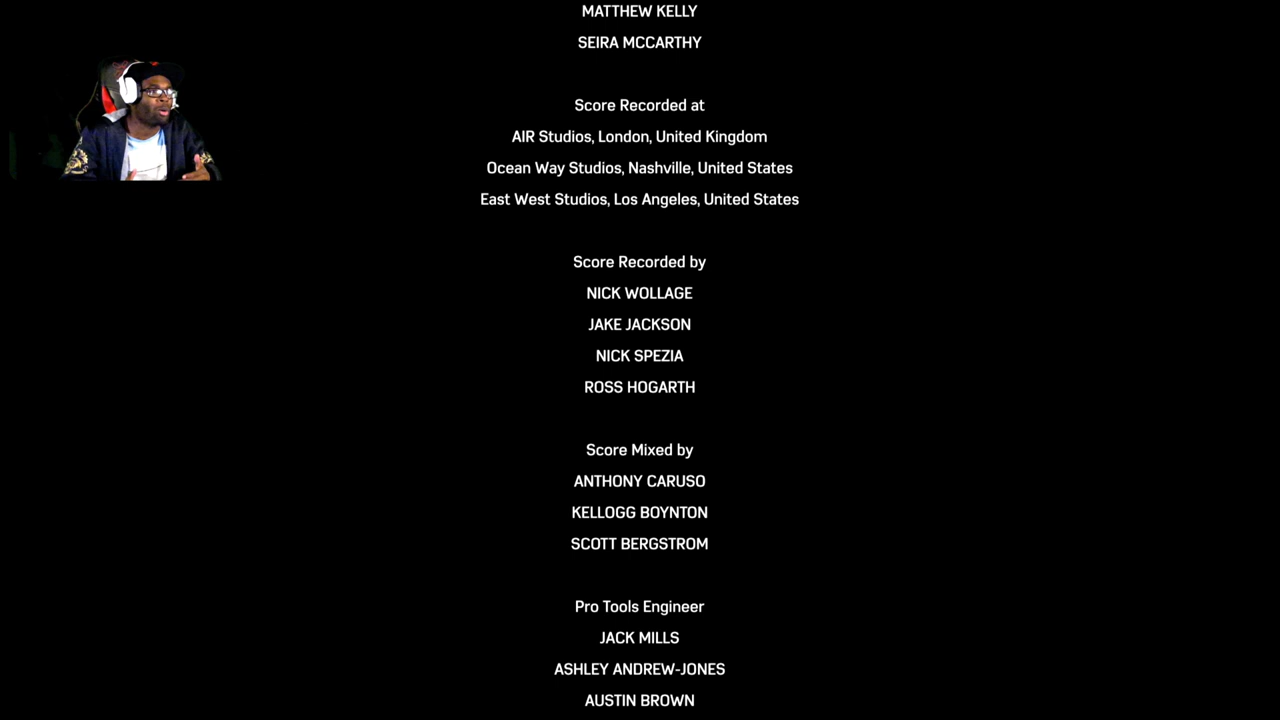 MATTHEW KELLY
SEIRA MCCARTHY
Score Recorded at
AIR Studios, London, United Kingdom
Ocean Way Studios, Nashville, United States
East West Studios, Los Angeles, United States
Score Recorded by
NICK WOLLAGE
JAKE JACKSON
NICK SPEZIA
ROSS HOGARTH
Score Mixed by
ANTHONY CARUSO
KELLOGG BOYNTON
SCOTT BERGSTROM
Pro Tools Engineer
JACK MILLS
ASHLEY ANDREW-JONES
AUSTIN BROWN